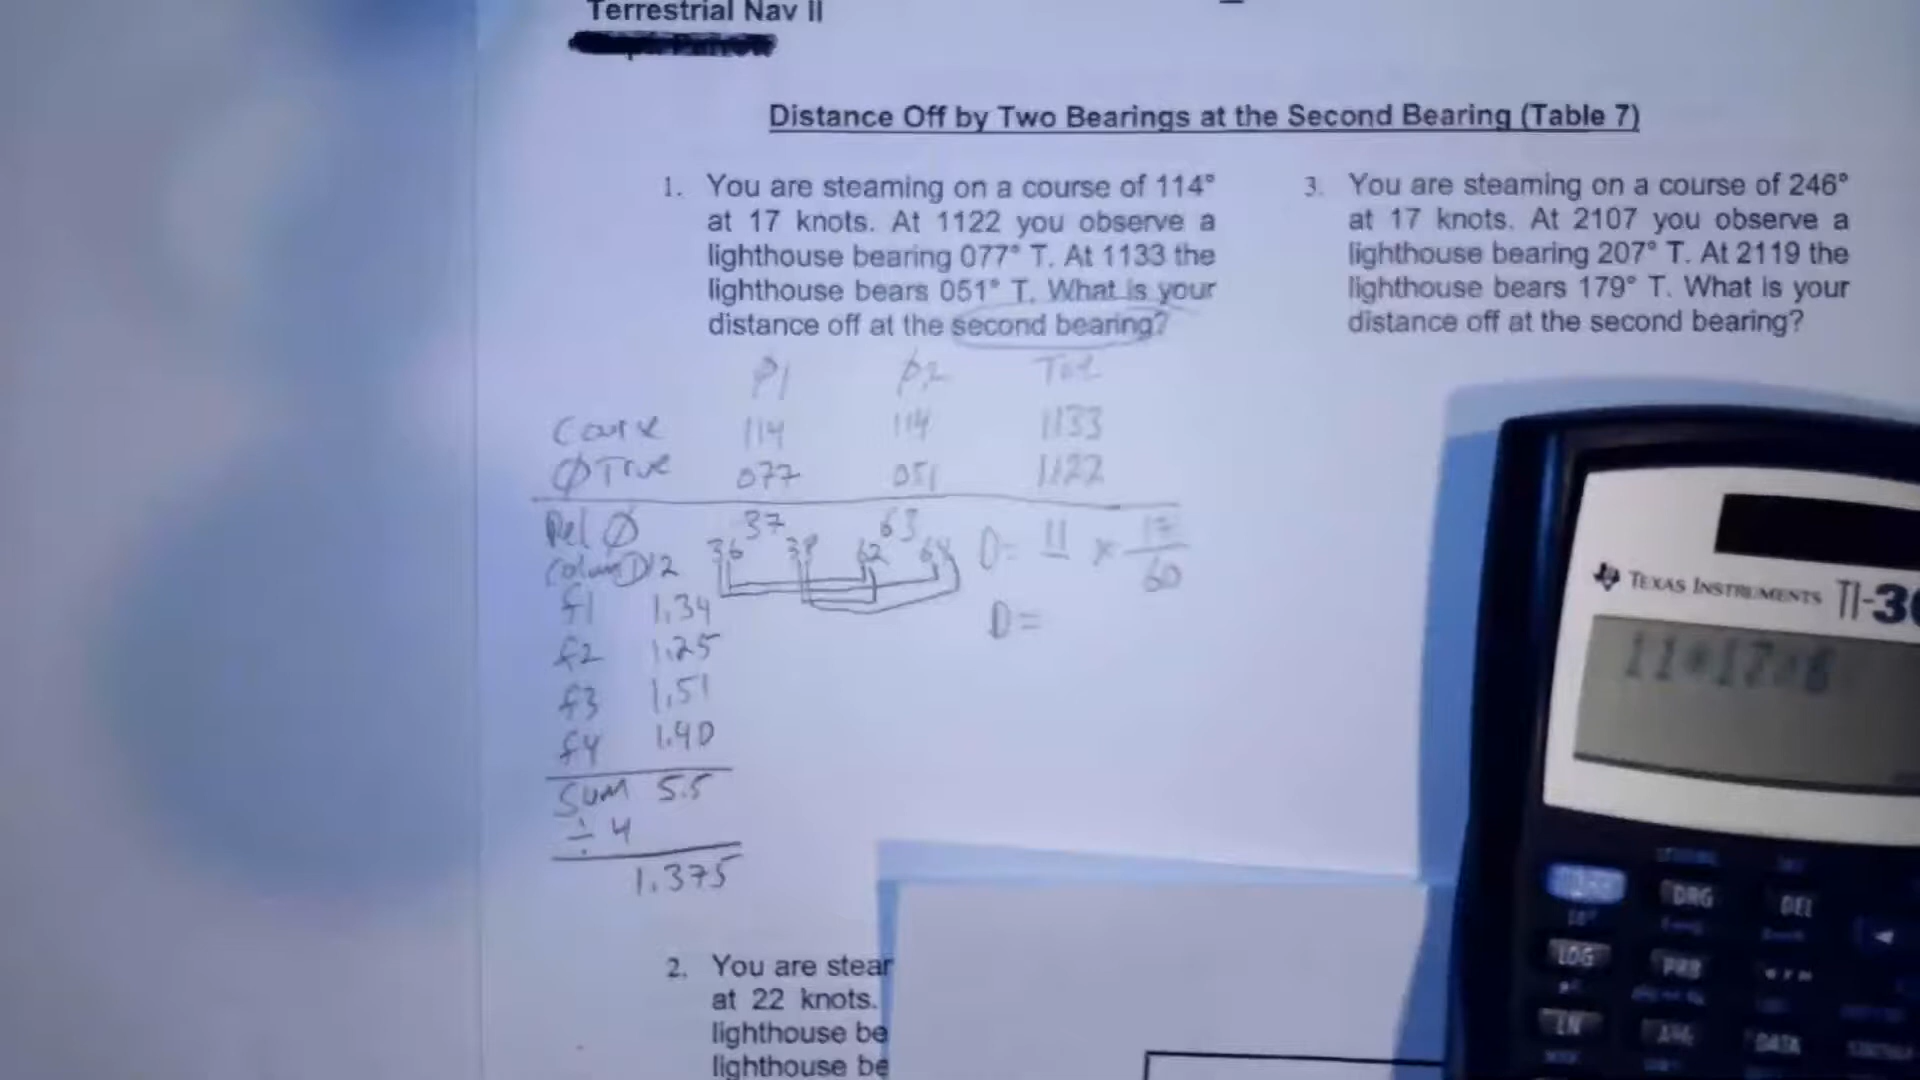 Terrestrial Nav II
Distance Off by Two Bearings at the Second Bearing (Table 7)
1. You are steaming on a course of 114°
at 17 knots. At 1122 you observe a
lighthouse bearing 077° T. At 1133 the
lighthouse bears 051° T. What is your
distance off at the second bearing?
Ø1 Ø2 Tot
Course 114 114 1133
Ø True 077 051 1122
Rel Ø 37 63
36 38 62 64
D= 11 × 17
60
D=
f1 1.34
f2 1.25
f3 1.51
f4 1.40
Sum 5.5
÷ 4
1.375
2. You are stear
at 22 knots.
lighthouse be
lighthouse be
3. You are steaming on a course of 246°
at 17 knots. At 2107 you observe a
lighthouse bearing 207° T. At 2119 the
lighthouse bears 179° T. What is your
distance off at the second bearing?
TEXAS INSTRUMENTS TI-3
11*17÷6
DRG DEL
LOG PRB
LN DATA